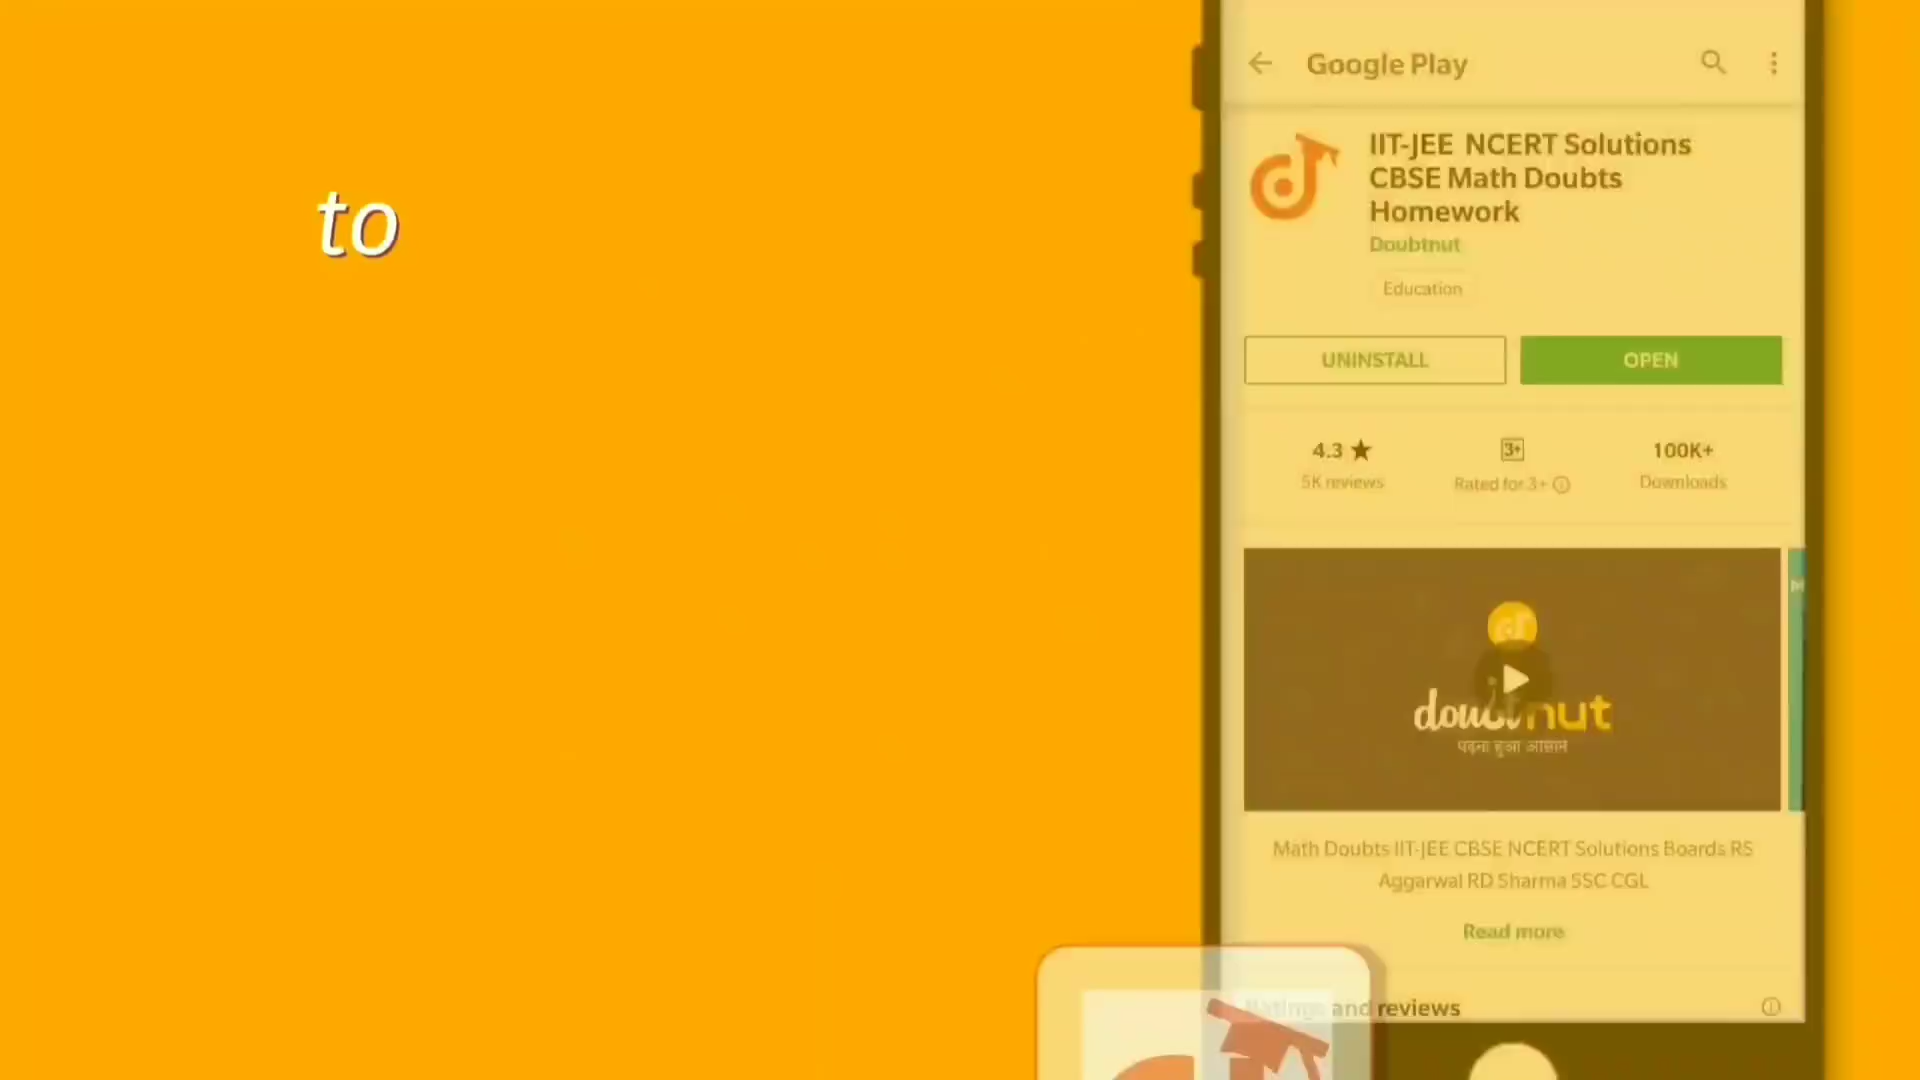 to
Google Play
IIT-JEE NCERT Solutions
CBSE Math Doubts
Homework
Doubtnut
Education
UNINSTALL
OPEN
4.3 ★
3+
100K+
5K reviews
Rated for 3+
Downloads
M
doubtnut
पढ़ना हुआ आसान
Math Doubts IIT-JEE CBSE NCERT Solutions Boards RS
Aggarwal RD Sharma SSC CGL
Read more
Ratings and reviews